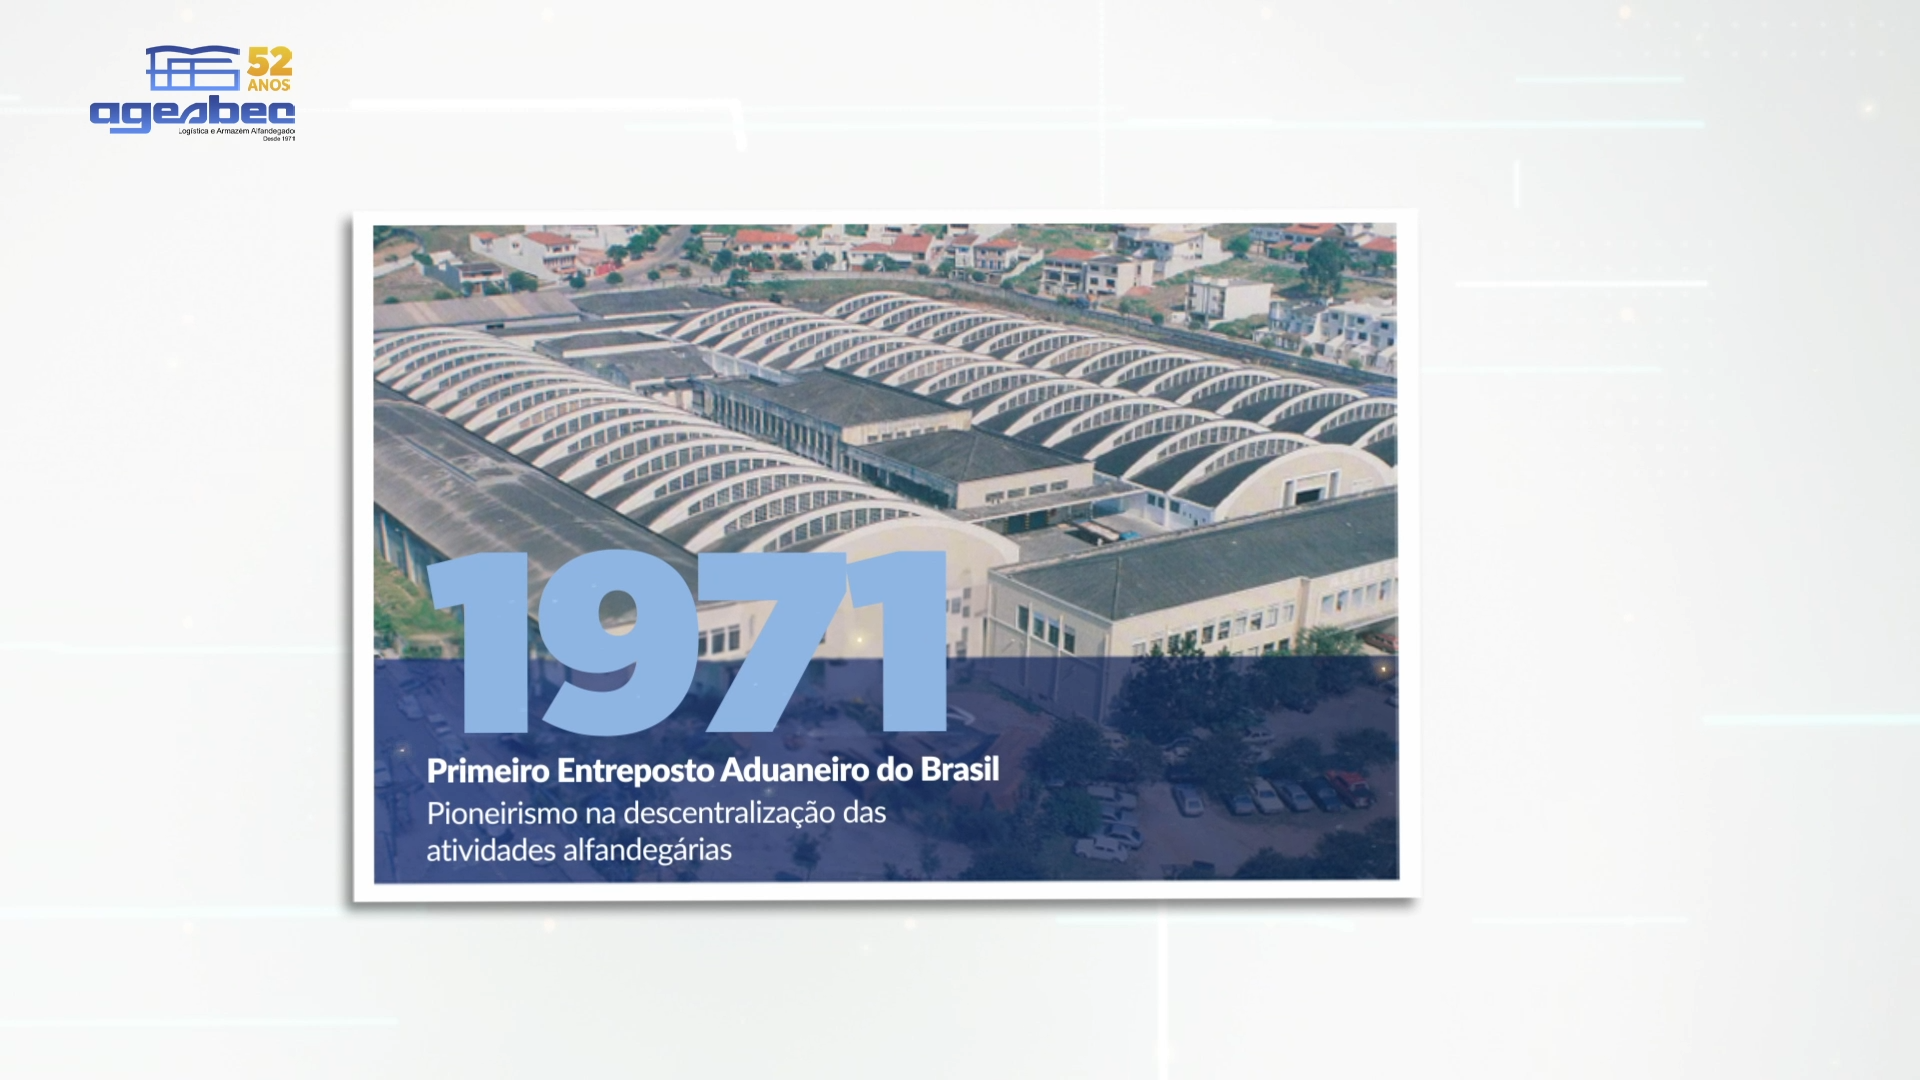 52
ANOS
agesbec
Logística e Armazém Alfandegado
Desde 1971
1971
Primeiro Entreposto Aduaneiro do Brasil
Pioneirismo na descentralização das
atividades alfandegárias